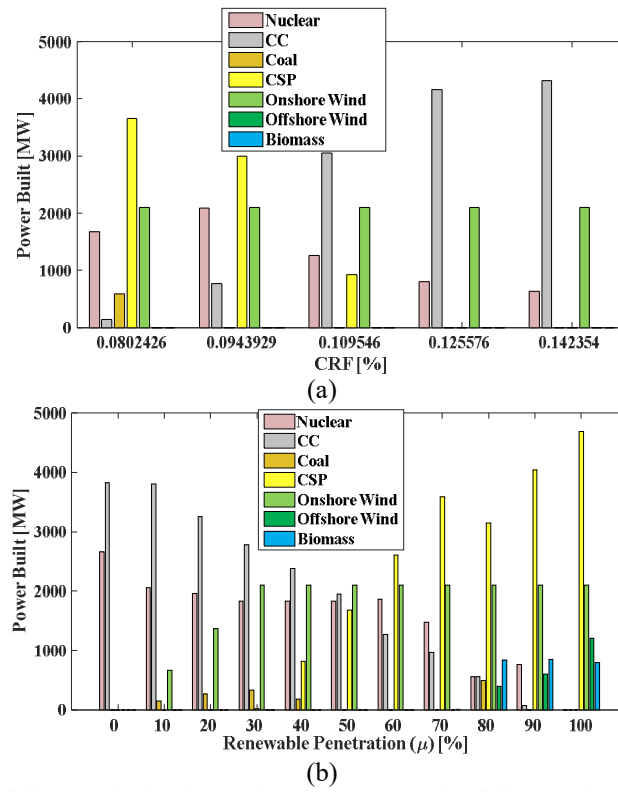 Nuclear
CC
Coal
CSP
Onshore Wind
Offshore Wind
Biomass
Power Built [MW]
5000
4000
3000
2000
1000
0
0.0802426 0.0943929 0.109546 0.125576 0.142354
CRF [%]
(a)
Nuclear
CC
Coal
CSP
Onshore Wind
Offshore Wind
Biomass
Power Built [MW]
5000
4000
3000
2000
1000
0
0 10 20 30 40 50 60 70 80 90 100
Renewable Penetration (μ) [%]
(b)